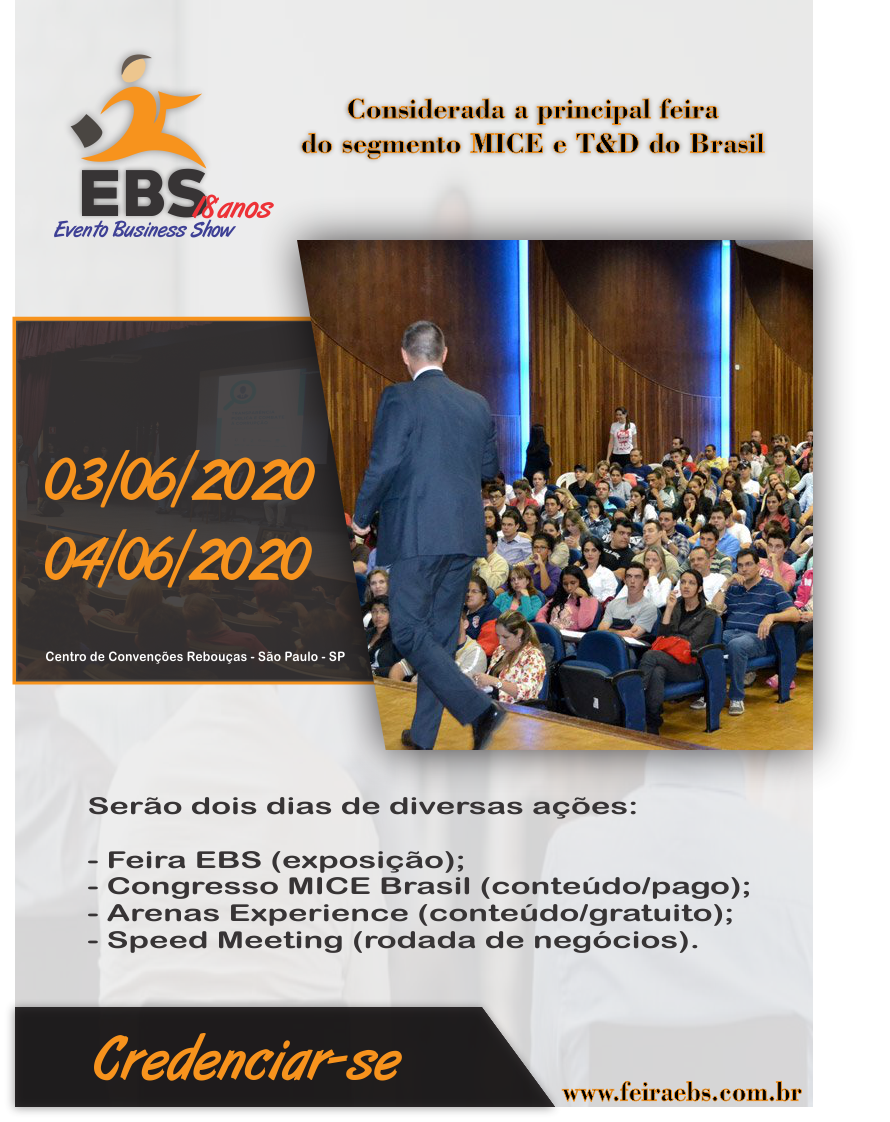 Considerada a principal feira
do segmento MICE e T&D do Brasil
EBS
18 anos
Evento Business Show
03/06/2020
04/06/2020
Centro de Convenções Rebouças - São Paulo - SP
Serão dois dias de diversas ações:
- Feira EBS (exposição);
- Congresso MICE Brasil (conteúdo/pago);
- Arenas Experience (conteúdo/gratuito);
- Speed Meeting (rodada de negócios).
Credenciar-se
www.feiraebs.com.br